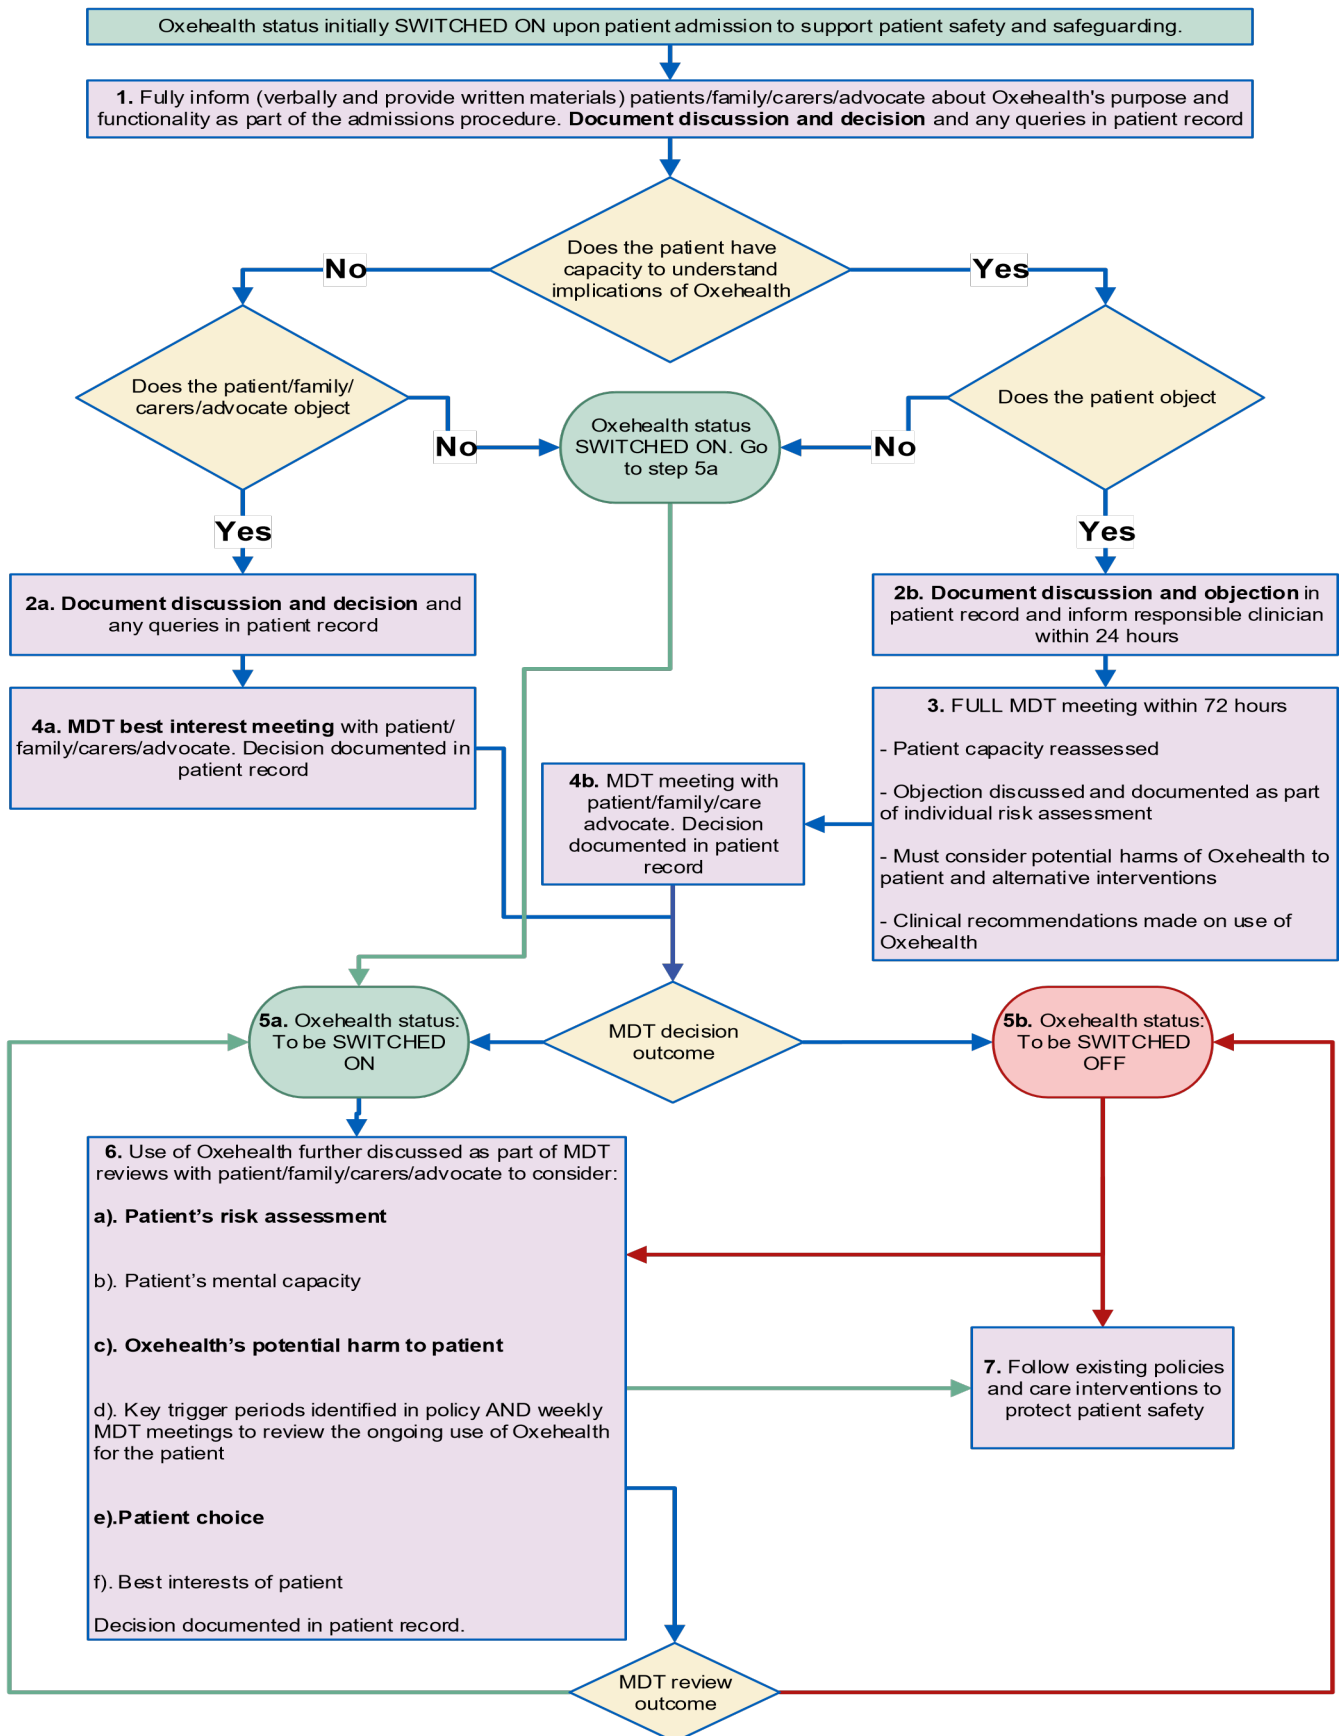 Oxehealth status initially SWITCHED ON upon patient admission to support patient safety and safeguarding.
1. Fully inform (verbally and provide written materials) patients/family/carers/advocate about Oxehealth's purpose and
functionality as part of the admissions procedure. Document discussion and decision and any queries in patient record
Does the patient have
capacity to understand
implications of Oxehealth
No
Yes
Does the patient/family/
carers/advocate object
Does the patient object
Oxehealth status
SWITCHED ON. Go
to step 5a
No
No
Yes
Yes
2a. Document discussion and decision and
any queries in patient record
2b. Document discussion and objection in
patient record and inform responsible clinician
within 24 hours
4a. MDT best interest meeting with patient/
family/carers/advocate. Decision documented in
patient record
3. FULL MDT meeting within 72 hours
- Patient capacity reassessed
- Objection discussed and documented as part
of individual risk assessment
- Must consider potential harms of Oxehealth to
patient and alternative interventions
- Clinical recommendations made on use of
Oxehealth
4b. MDT meeting with
patient/family/care
advocate. Decision
documented in patient
record
MDT decision
outcome
5a. Oxehealth status:
To be SWITCHED
ON
5b. Oxehealth status:
To be SWITCHED
OFF
6. Use of Oxehealth further discussed as part of MDT
reviews with patient/family/carers/advocate to consider:
a). Patient’s risk assessment
b). Patient’s mental capacity
c). Oxehealth’s potential harm to patient
d). Key trigger periods identified in policy AND weekly
MDT meetings to review the ongoing use of Oxehealth
for the patient
e).Patient choice
f). Best interests of patient
Decision documented in patient record.
7. Follow existing policies
and care interventions to
protect patient safety
MDT review
outcome